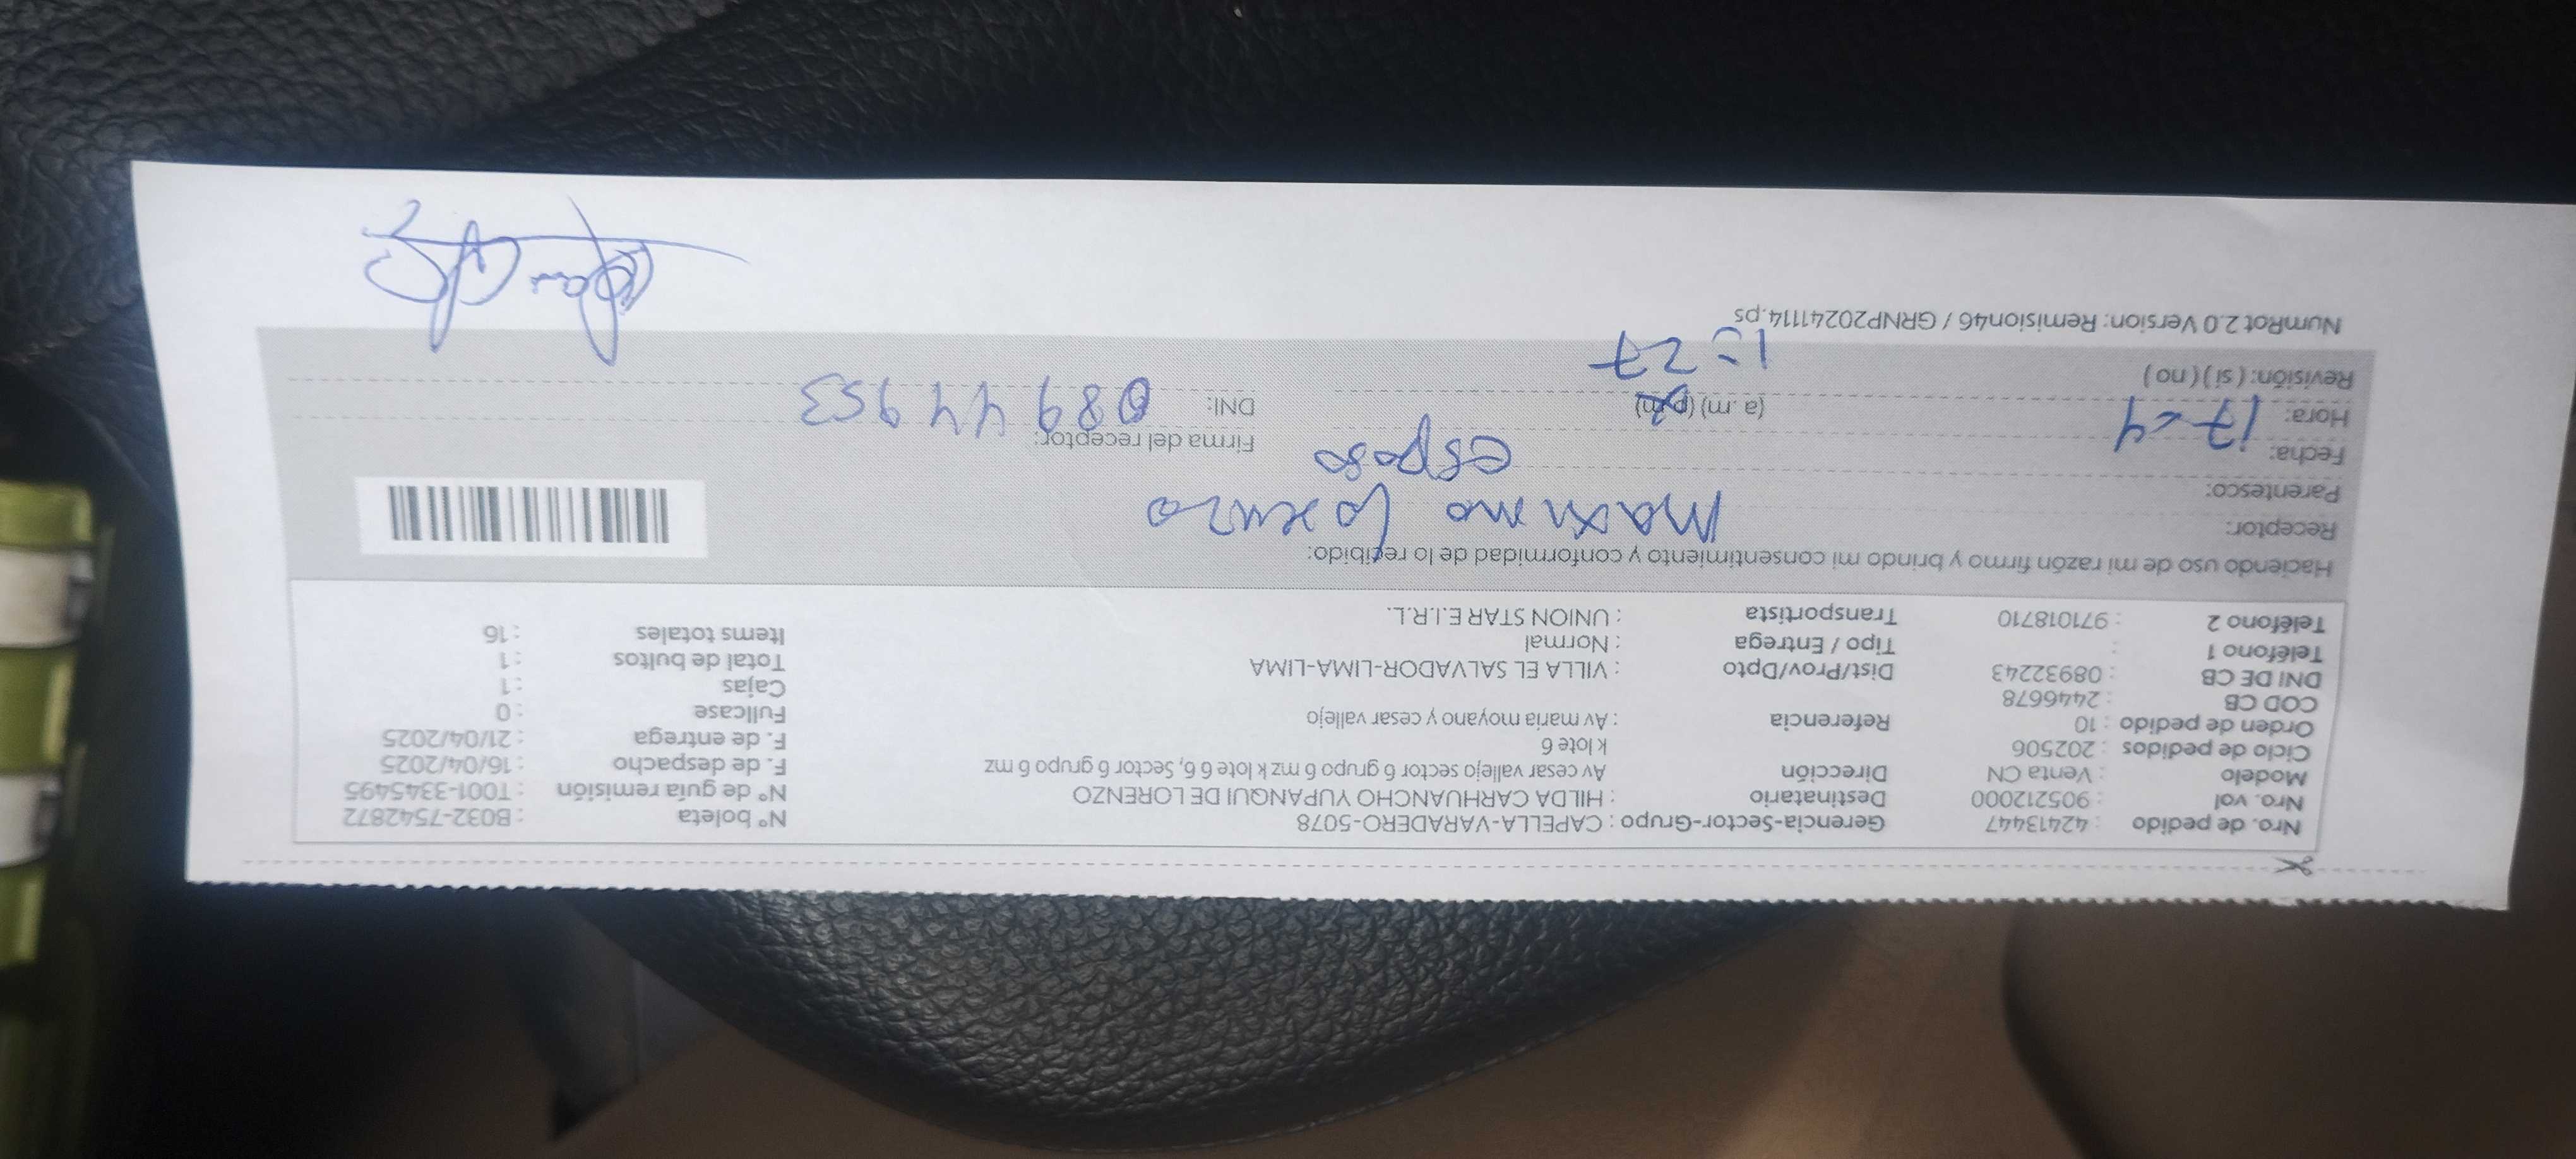 Nro. de pedido : 42413447 Gerencia-Sector-Grupo : CAPELLA-VARADERO-5078 N° boleta : B032-7542872
Nro. vol : 905212000 Destinatario : HILDA CARHUANCHO YUPANQUI DE LORENZO N° de guía remisión : T001-3345495
Modelo : Venta CN Dirección Av cesar vallejo sector 6 grupo 6 mz k lote 6 6, Sector 6 grupo 6 mz F. de despacho : 16/04/2025
Ciclo de pedidos : 202506 k lote 6 F. de entrega : 21/04/2025
Orden de pedido : 10 Referencia : Av maria moyano y cesar vallejo Fullcase : 0
COD CB : 2446678 Cajas : 1
DNI DE CB : 08932243 Dist/Prov/Dpto : VILLA EL SALVADOR-LIMA-LIMA Total de bultos : 1
Teléfono 1 : Tipo / Entrega : Normal Items totales : 16
Teléfono 2 : 971018710 Transportista : UNION STAR E.I.R.L.
Haciendo uso de mi razón firmo y brindo mi consentimiento y conformidad de lo recibido:
Receptor: Maximo Lorenzo
Parentesco: esposo
Fecha: 17-4 Firma del receptor:
Hora: (a .m) (p.m) DNI: 08944953
Revisión: ( si ) ( no ) 1:27
NumRot 2.0 Version: Remision46 / GRNP20241114.ps